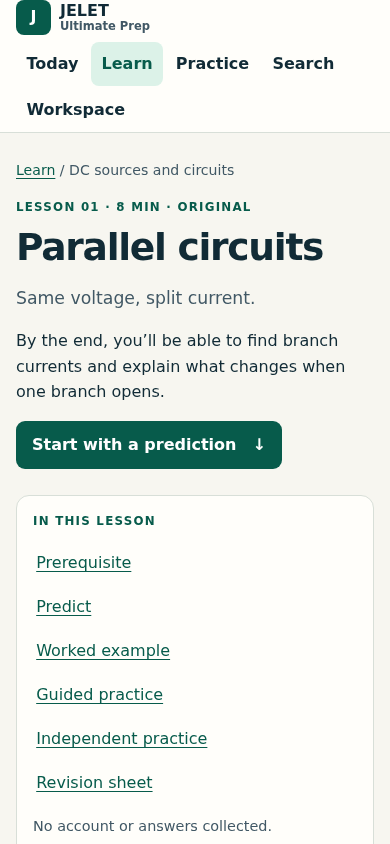 J
JELET
Ultimate Prep
Today Learn Practice Search
Workspace
Learn / DC sources and circuits
LESSON 01 · 8 MIN · ORIGINAL
Parallel circuits
Same voltage, split current.
By the end, you’ll be able to find branch
currents and explain what changes when
one branch opens.
Start with a prediction ↓
IN THIS LESSON
Prerequisite
Predict
Worked example
Guided practice
Independent practice
Revision sheet
No account or answers collected.